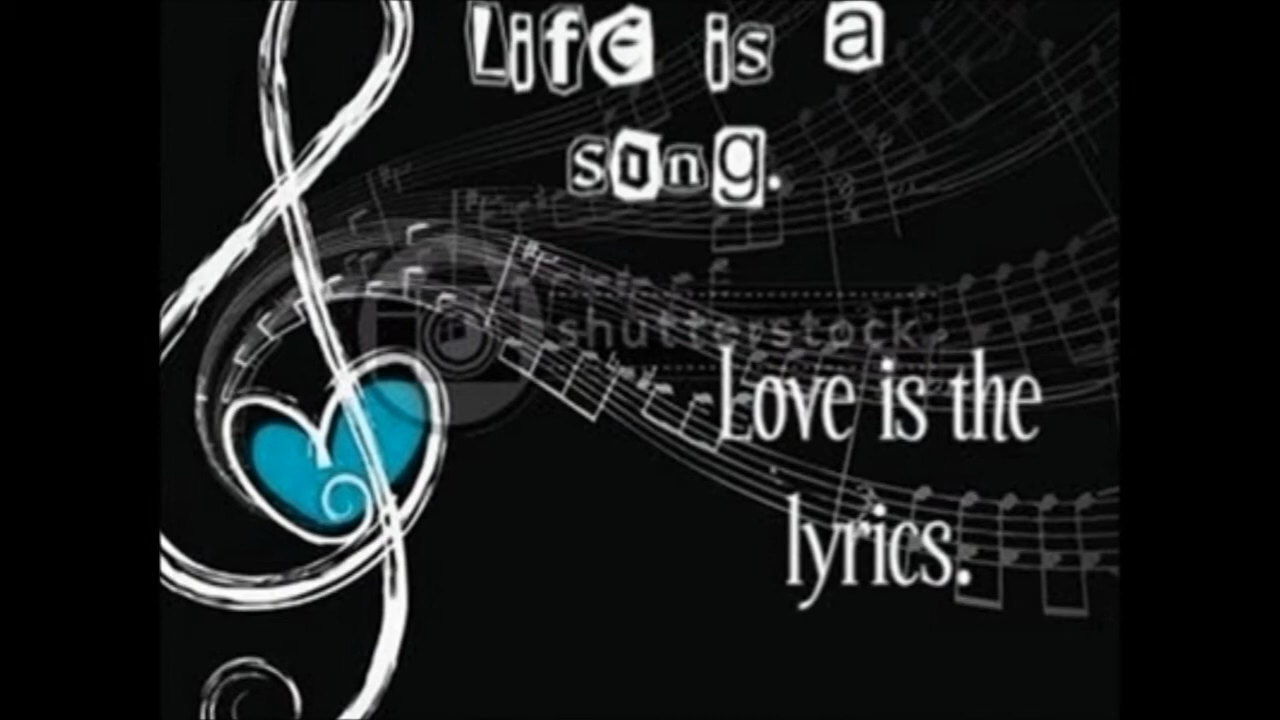 Life is a
song.
shutterstock
Love is the
lyrics.